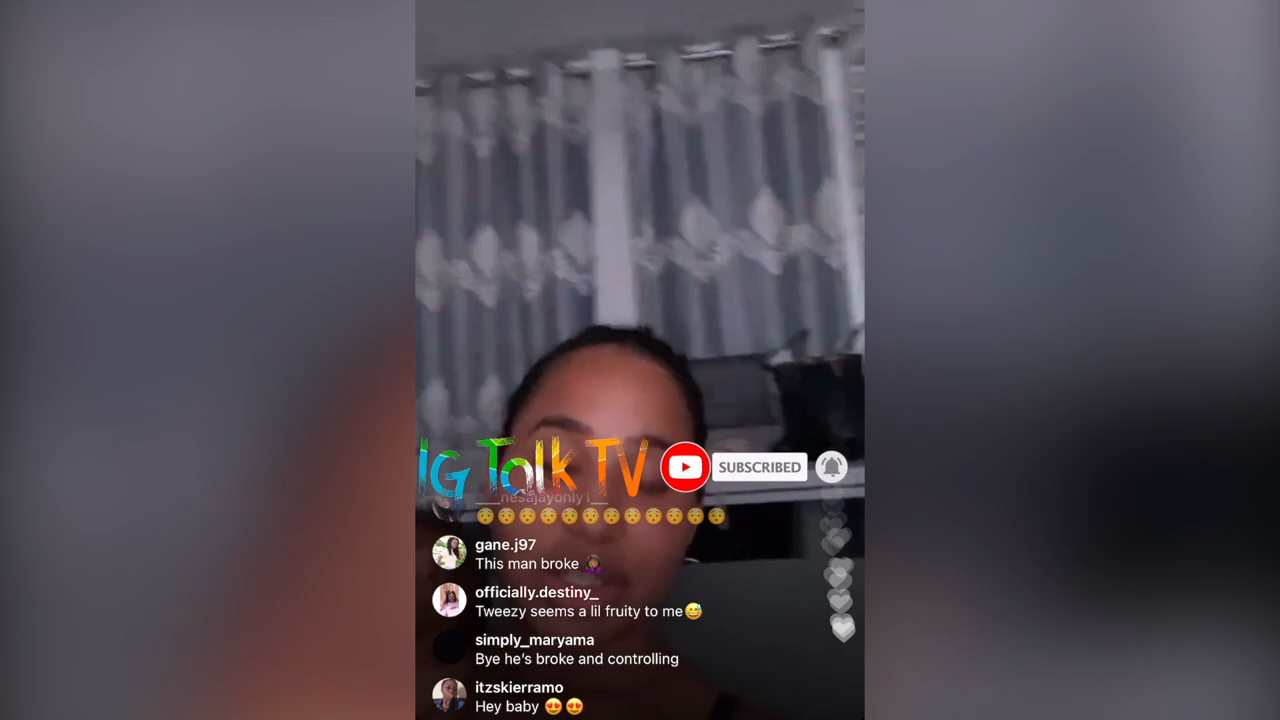 IG Talk TV
SUBSCRIBED
___hesajayonly1__
😴😴😴😴😴😴😴😴😴😴😴😴
gane.j97
This man broke 🤦🏾‍♀️
officially.destiny_
Tweezy seems a lil fruity to me😅
simply_maryama
Bye he’s broke and controlling
itzskierramo
Hey baby 😍😍